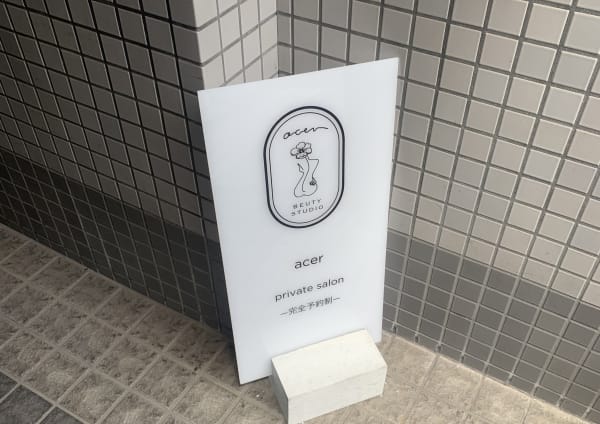 acer
BEUTY
STUDIO
acer
private salon
—完全予約制—